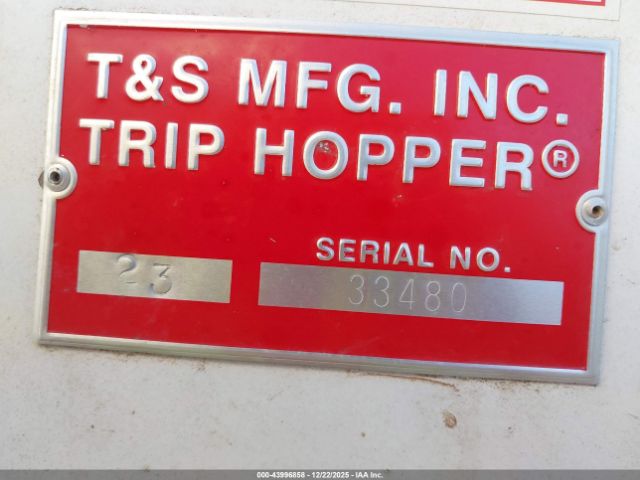 T&S MFG. INC.
TRIP HOPPER®
SERIAL NO.
23 33480
000-43996858 - 12/22/2025 - IAA Inc.